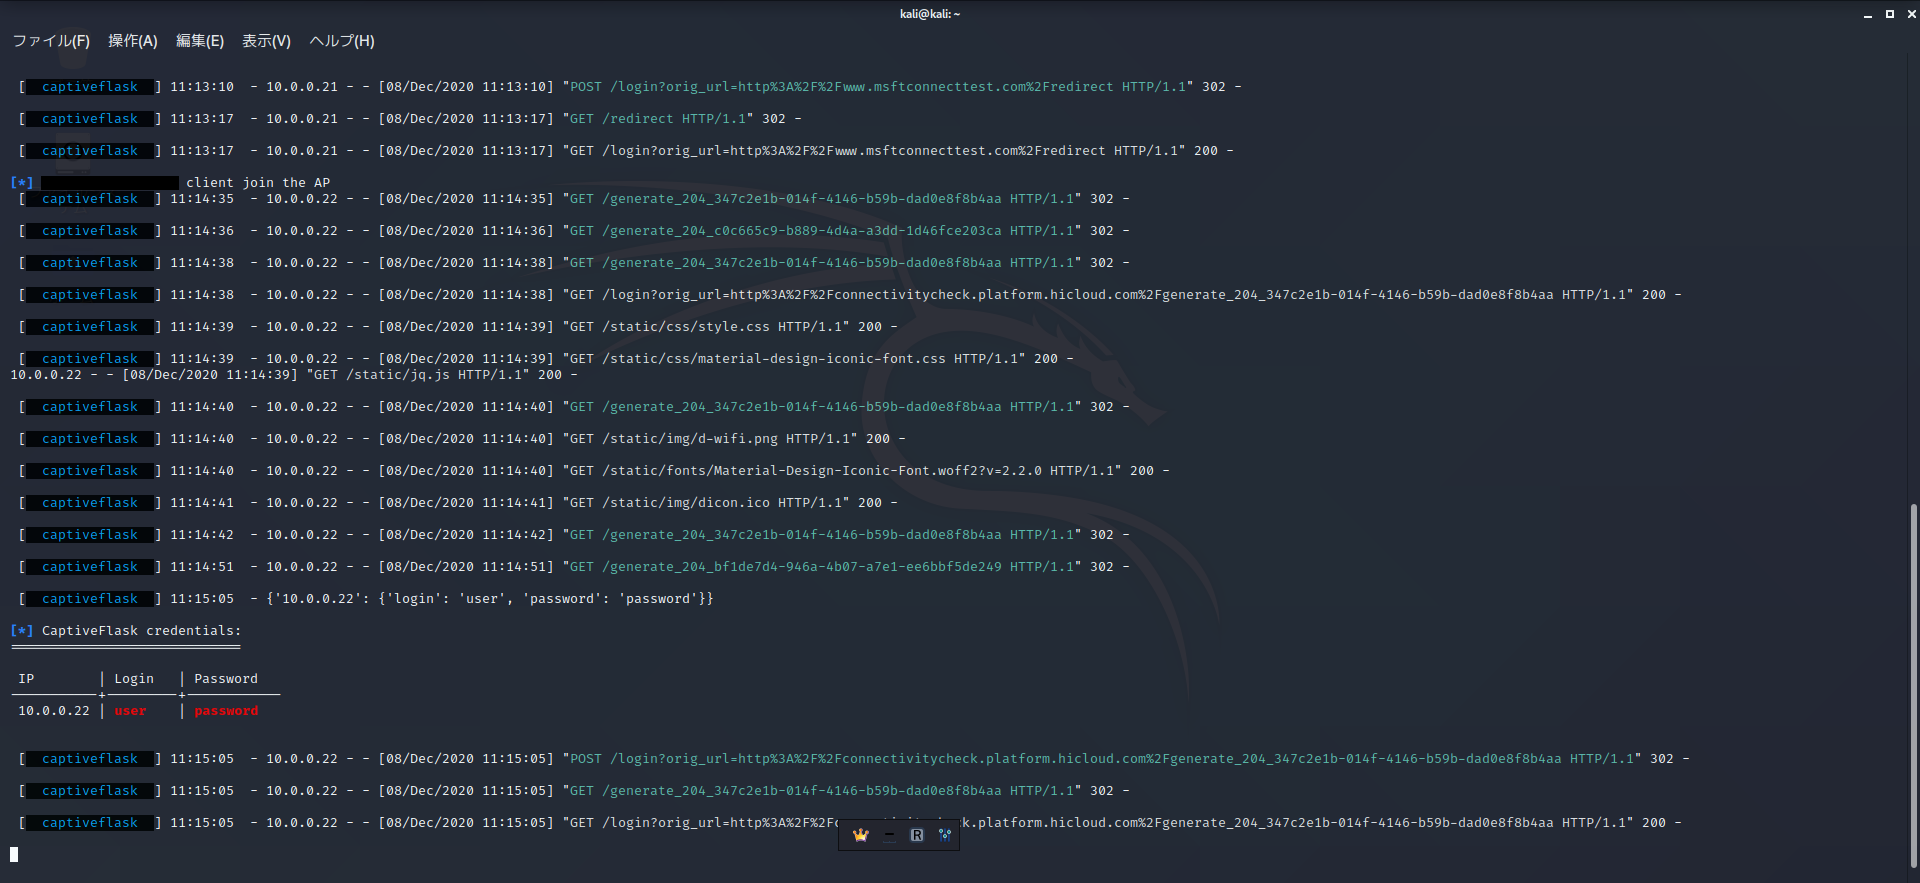 kali@kali: ~
ファイル(F) 操作(A) 編集(E) 表示(V) ヘルプ(H)
[ captiveflask ] 11:13:10 - 10.0.0.21 - - [08/Dec/2020 11:13:10] "POST /login?orig_url=http%3A%2F%2Fwww.msftconnecttest.com%2Fredirect HTTP/1.1" 302 -
[ captiveflask ] 11:13:17 - 10.0.0.21 - - [08/Dec/2020 11:13:17] "GET /redirect HTTP/1.1" 302 -
[ captiveflask ] 11:13:17 - 10.0.0.21 - - [08/Dec/2020 11:13:17] "GET /login?orig_url=http%3A%2F%2Fwww.msftconnecttest.com%2Fredirect HTTP/1.1" 200 -
[*] client join the AP
[ captiveflask ] 11:14:35 - 10.0.0.22 - - [08/Dec/2020 11:14:35] "GET /generate_204_347c2e1b-014f-4146-b59b-dad0e8f8b4aa HTTP/1.1" 302 -
[ captiveflask ] 11:14:36 - 10.0.0.22 - - [08/Dec/2020 11:14:36] "GET /generate_204_c0c665c9-b889-4d4a-a3dd-1d46fce203ca HTTP/1.1" 302 -
[ captiveflask ] 11:14:38 - 10.0.0.22 - - [08/Dec/2020 11:14:38] "GET /generate_204_347c2e1b-014f-4146-b59b-dad0e8f8b4aa HTTP/1.1" 302 -
[ captiveflask ] 11:14:38 - 10.0.0.22 - - [08/Dec/2020 11:14:38] "GET /login?orig_url=http%3A%2F%2Fconnectivitycheck.platform.hicloud.com%2Fgenerate_204_347c2e1b-014f-4146-b59b-dad0e8f8b4aa HTTP/1.1" 200 -
[ captiveflask ] 11:14:39 - 10.0.0.22 - - [08/Dec/2020 11:14:39] "GET /static/css/style.css HTTP/1.1" 200 -
[ captiveflask ] 11:14:39 - 10.0.0.22 - - [08/Dec/2020 11:14:39] "GET /static/css/material-design-iconic-font.css HTTP/1.1" 200 -
10.0.0.22 - - [08/Dec/2020 11:14:39] "GET /static/jq.js HTTP/1.1" 200 -
[ captiveflask ] 11:14:40 - 10.0.0.22 - - [08/Dec/2020 11:14:40] "GET /generate_204_347c2e1b-014f-4146-b59b-dad0e8f8b4aa HTTP/1.1" 302 -
[ captiveflask ] 11:14:40 - 10.0.0.22 - - [08/Dec/2020 11:14:40] "GET /static/img/d-wifi.png HTTP/1.1" 200 -
[ captiveflask ] 11:14:40 - 10.0.0.22 - - [08/Dec/2020 11:14:40] "GET /static/fonts/Material-Design-Iconic-Font.woff2?v=2.2.0 HTTP/1.1" 200 -
[ captiveflask ] 11:14:41 - 10.0.0.22 - - [08/Dec/2020 11:14:41] "GET /static/img/dicon.ico HTTP/1.1" 200 -
[ captiveflask ] 11:14:42 - 10.0.0.22 - - [08/Dec/2020 11:14:42] "GET /generate_204_347c2e1b-014f-4146-b59b-dad0e8f8b4aa HTTP/1.1" 302 -
[ captiveflask ] 11:14:51 - 10.0.0.22 - - [08/Dec/2020 11:14:51] "GET /generate_204_bf1de7d4-946a-4b07-a7e1-ee6bbf5de249 HTTP/1.1" 302 -
[ captiveflask ] 11:15:05 - {'10.0.0.22': {'login': 'user', 'password': 'password'}}
[*] CaptiveFlask credentials:
IP | Login | Password
10.0.0.22 | user | password
[ captiveflask ] 11:15:05 - 10.0.0.22 - - [08/Dec/2020 11:15:05] "POST /login?orig_url=http%3A%2F%2Fconnectivitycheck.platform.hicloud.com%2Fgenerate_204_347c2e1b-014f-4146-b59b-dad0e8f8b4aa HTTP/1.1" 302 -
[ captiveflask ] 11:15:05 - 10.0.0.22 - - [08/Dec/2020 11:15:05] "GET /generate_204_347c2e1b-014f-4146-b59b-dad0e8f8b4aa HTTP/1.1" 302 -
[ captiveflask ] 11:15:05 - 10.0.0.22 - - [08/Dec/2020 11:15:05] "GET /login?orig_url=http%3A%2F%2F .platform.hicloud.com%2Fgenerate_204_347c2e1b-014f-4146-b59b-dad0e8f8b4aa HTTP/1.1" 200 -
R